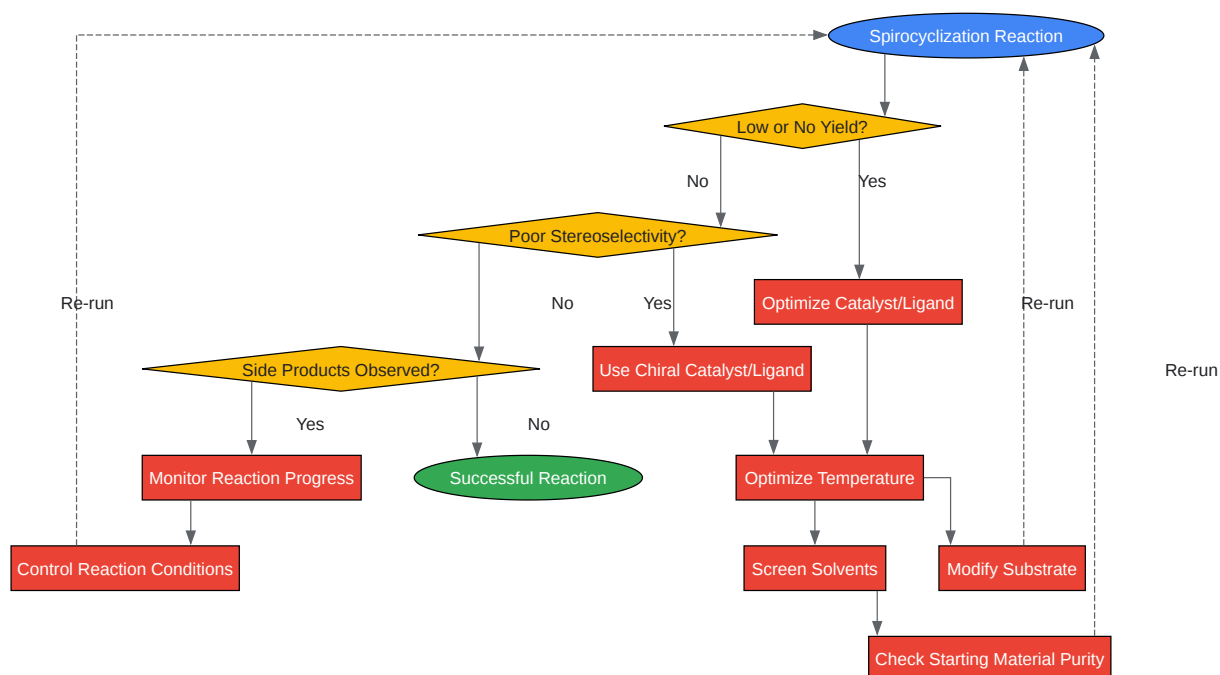 Spirocyclization Reaction
Low or No Yield?
No
Yes
Poor Stereoselectivity?
Re-run
No
Yes
Optimize Catalyst/Ligand
Re-run
Side Products Observed?
Use Chiral Catalyst/Ligand
Re-run
Yes
No
Monitor Reaction Progress
Successful Reaction
Optimize Temperature
Control Reaction Conditions
Screen Solvents
Modify Substrate
Check Starting Material Purity